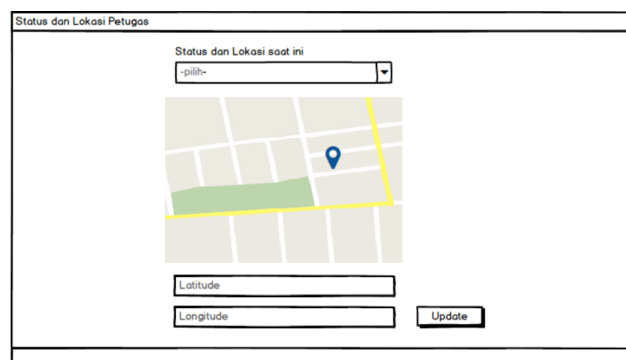 Status dan Lokasi Petugas
Status dan Lokasi saat ini
-pilih-
Latitude
Longitude
Update